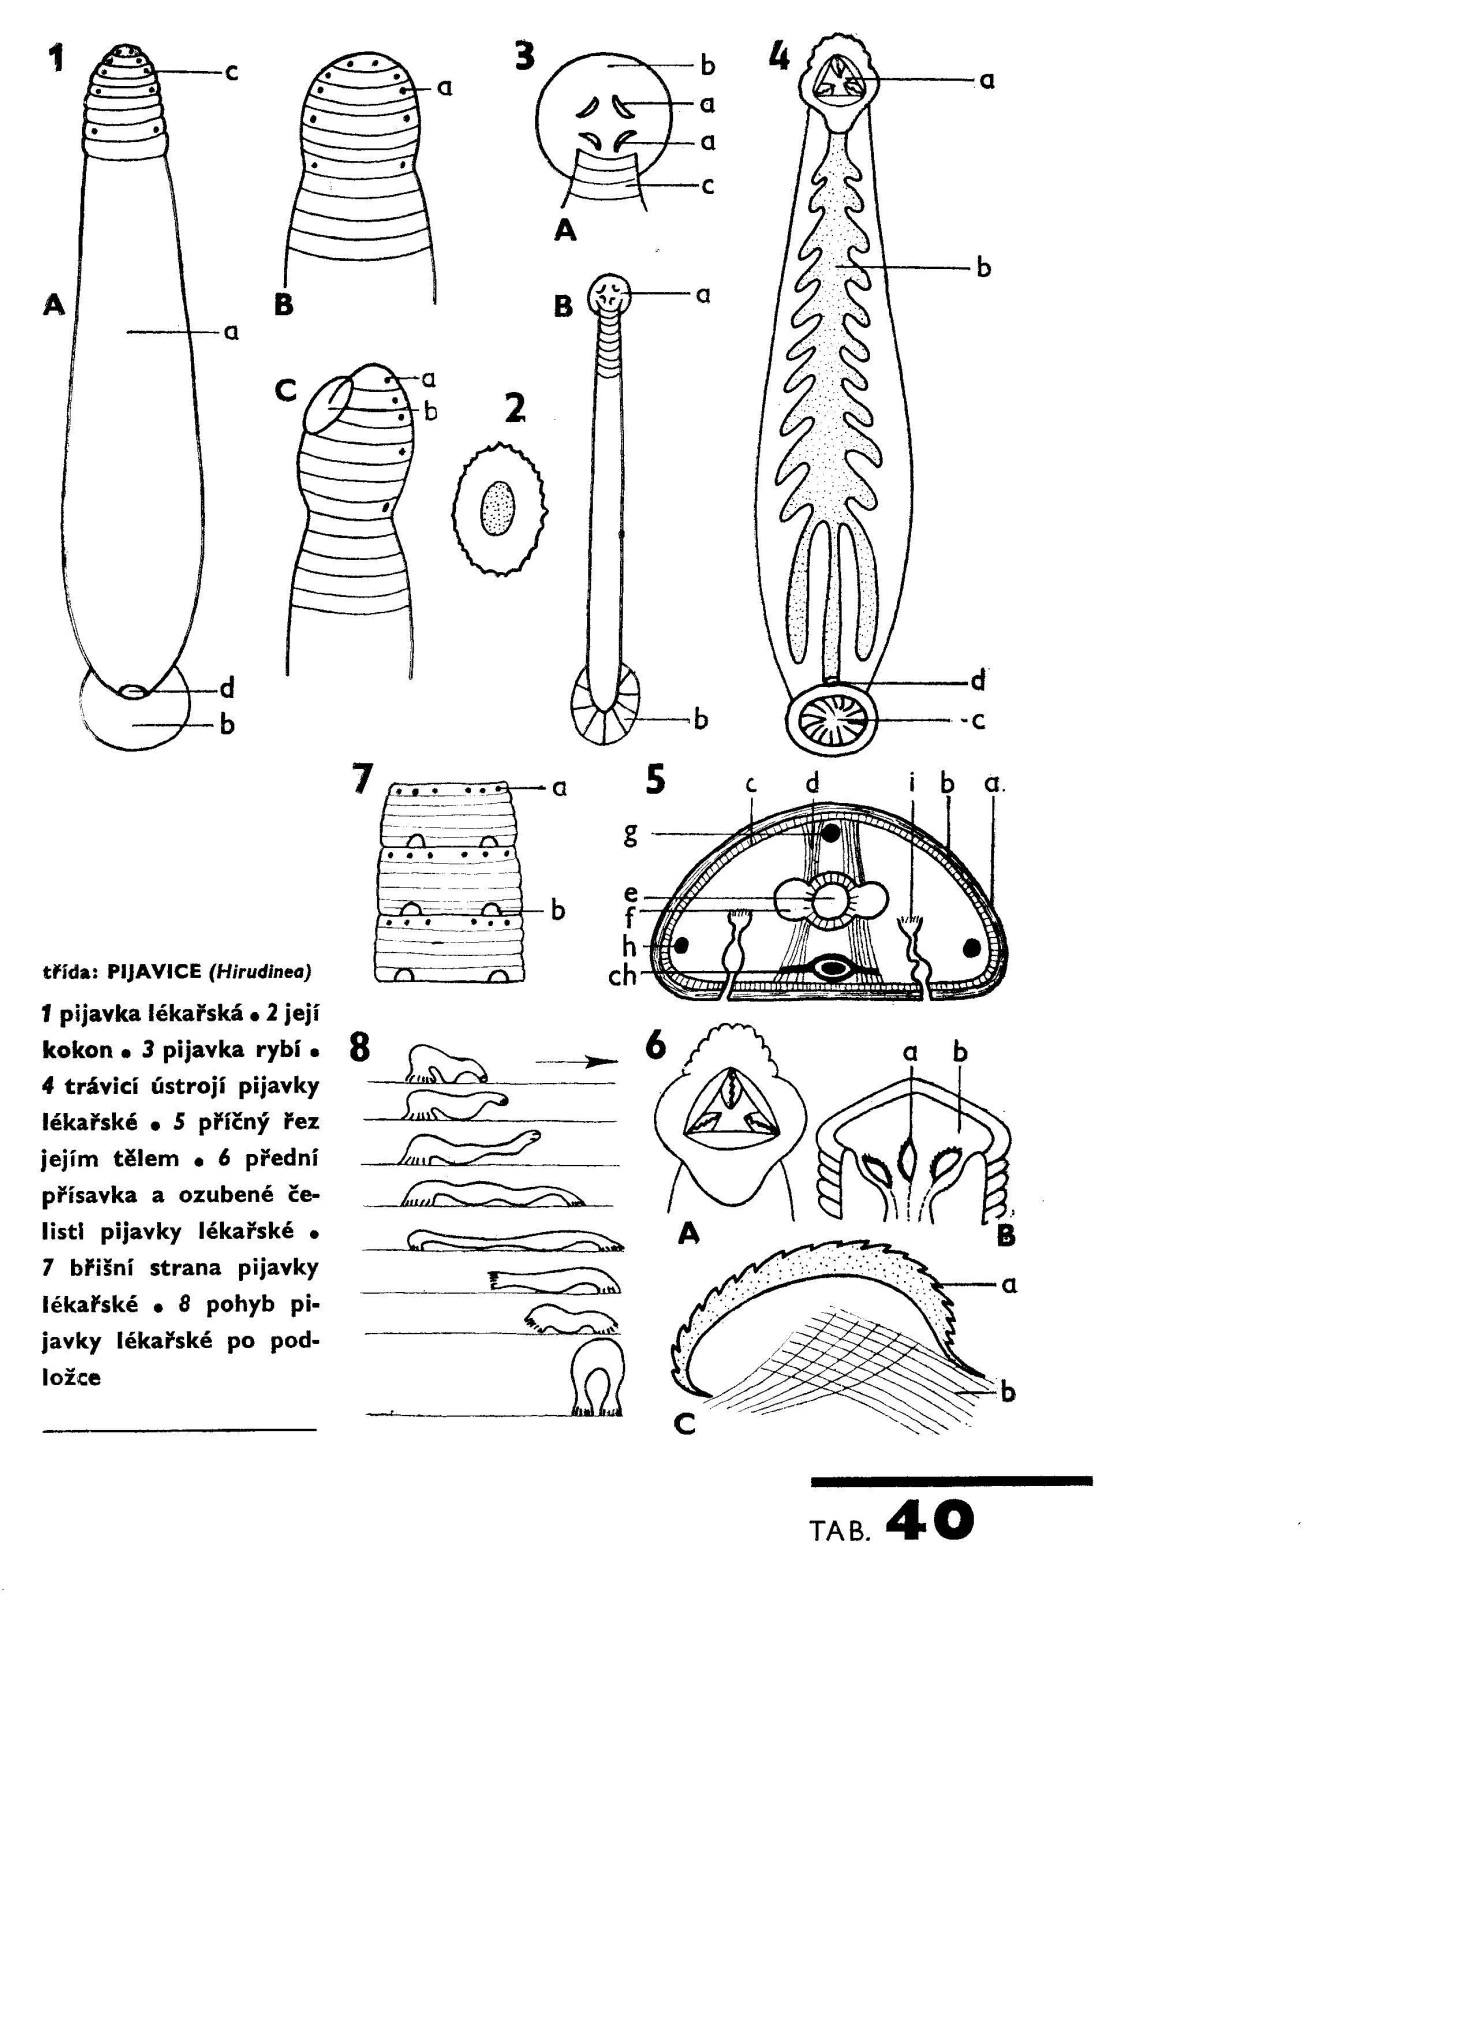 1
c
a
d
b
A
a
B
C
a
b
2
3
b
a
a
c
A
B
a
b
4
a
b
d
c
7
a
b
5
c d i b a.
g
e
f
h
ch
třída: PIJAVICE (Hirudinea)
1 pijavka lékařská • 2 její
kokon • 3 pijavka rybí •
4 trávicí ústrojí pijavky
lékařské • 5 příčný řez
jejím tělem • 6 přední
přísavka a ozubené če-
listi pijavky lékařské •
7 břišní strana pijavky
lékařské • 8 pohyb pi-
javky lékařské po pod-
ložce
8
6
a b
A
B
a
b
C
TAB. 40